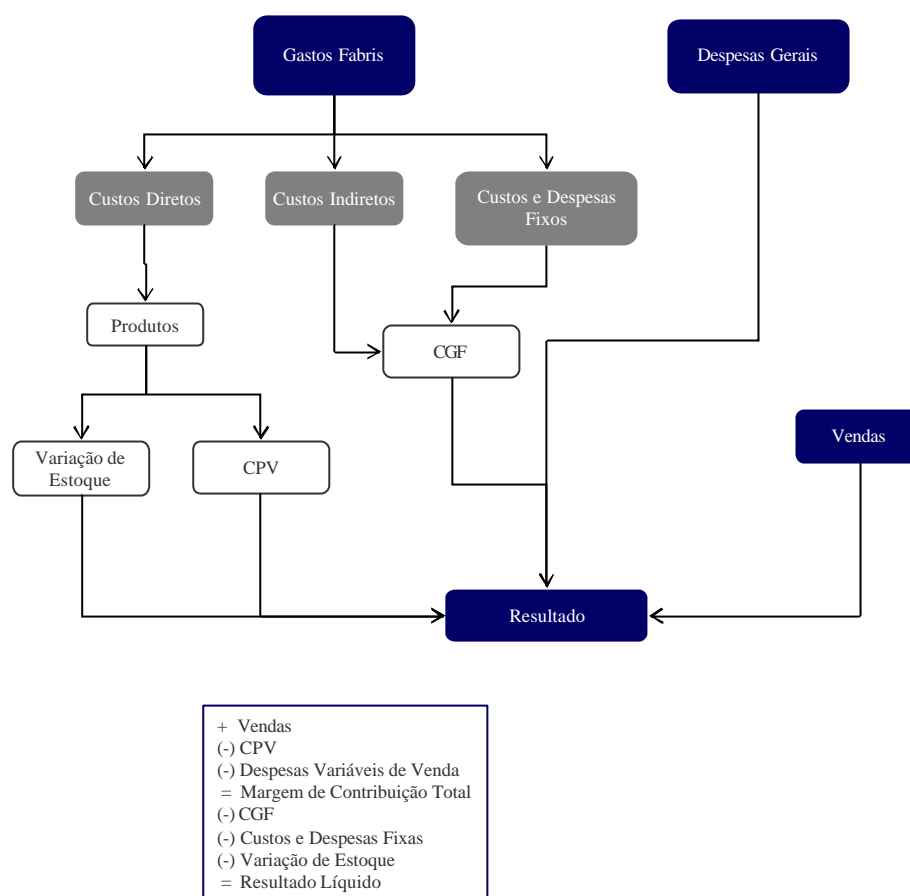 Gastos Fabris
Despesas Gerais
Custos Diretos
Custos Indiretos
Custos e Despesas
Fixos
Produtos
CGF
Variação de
Estoque
CPV
Vendas
Resultado
+ Vendas
(-) CPV
(-) Despesas Variáveis de Venda
= Margem de Contribuição Total
(-) CGF
(-) Custos e Despesas Fixas
(-) Variação de Estoque
= Resultado Líquido